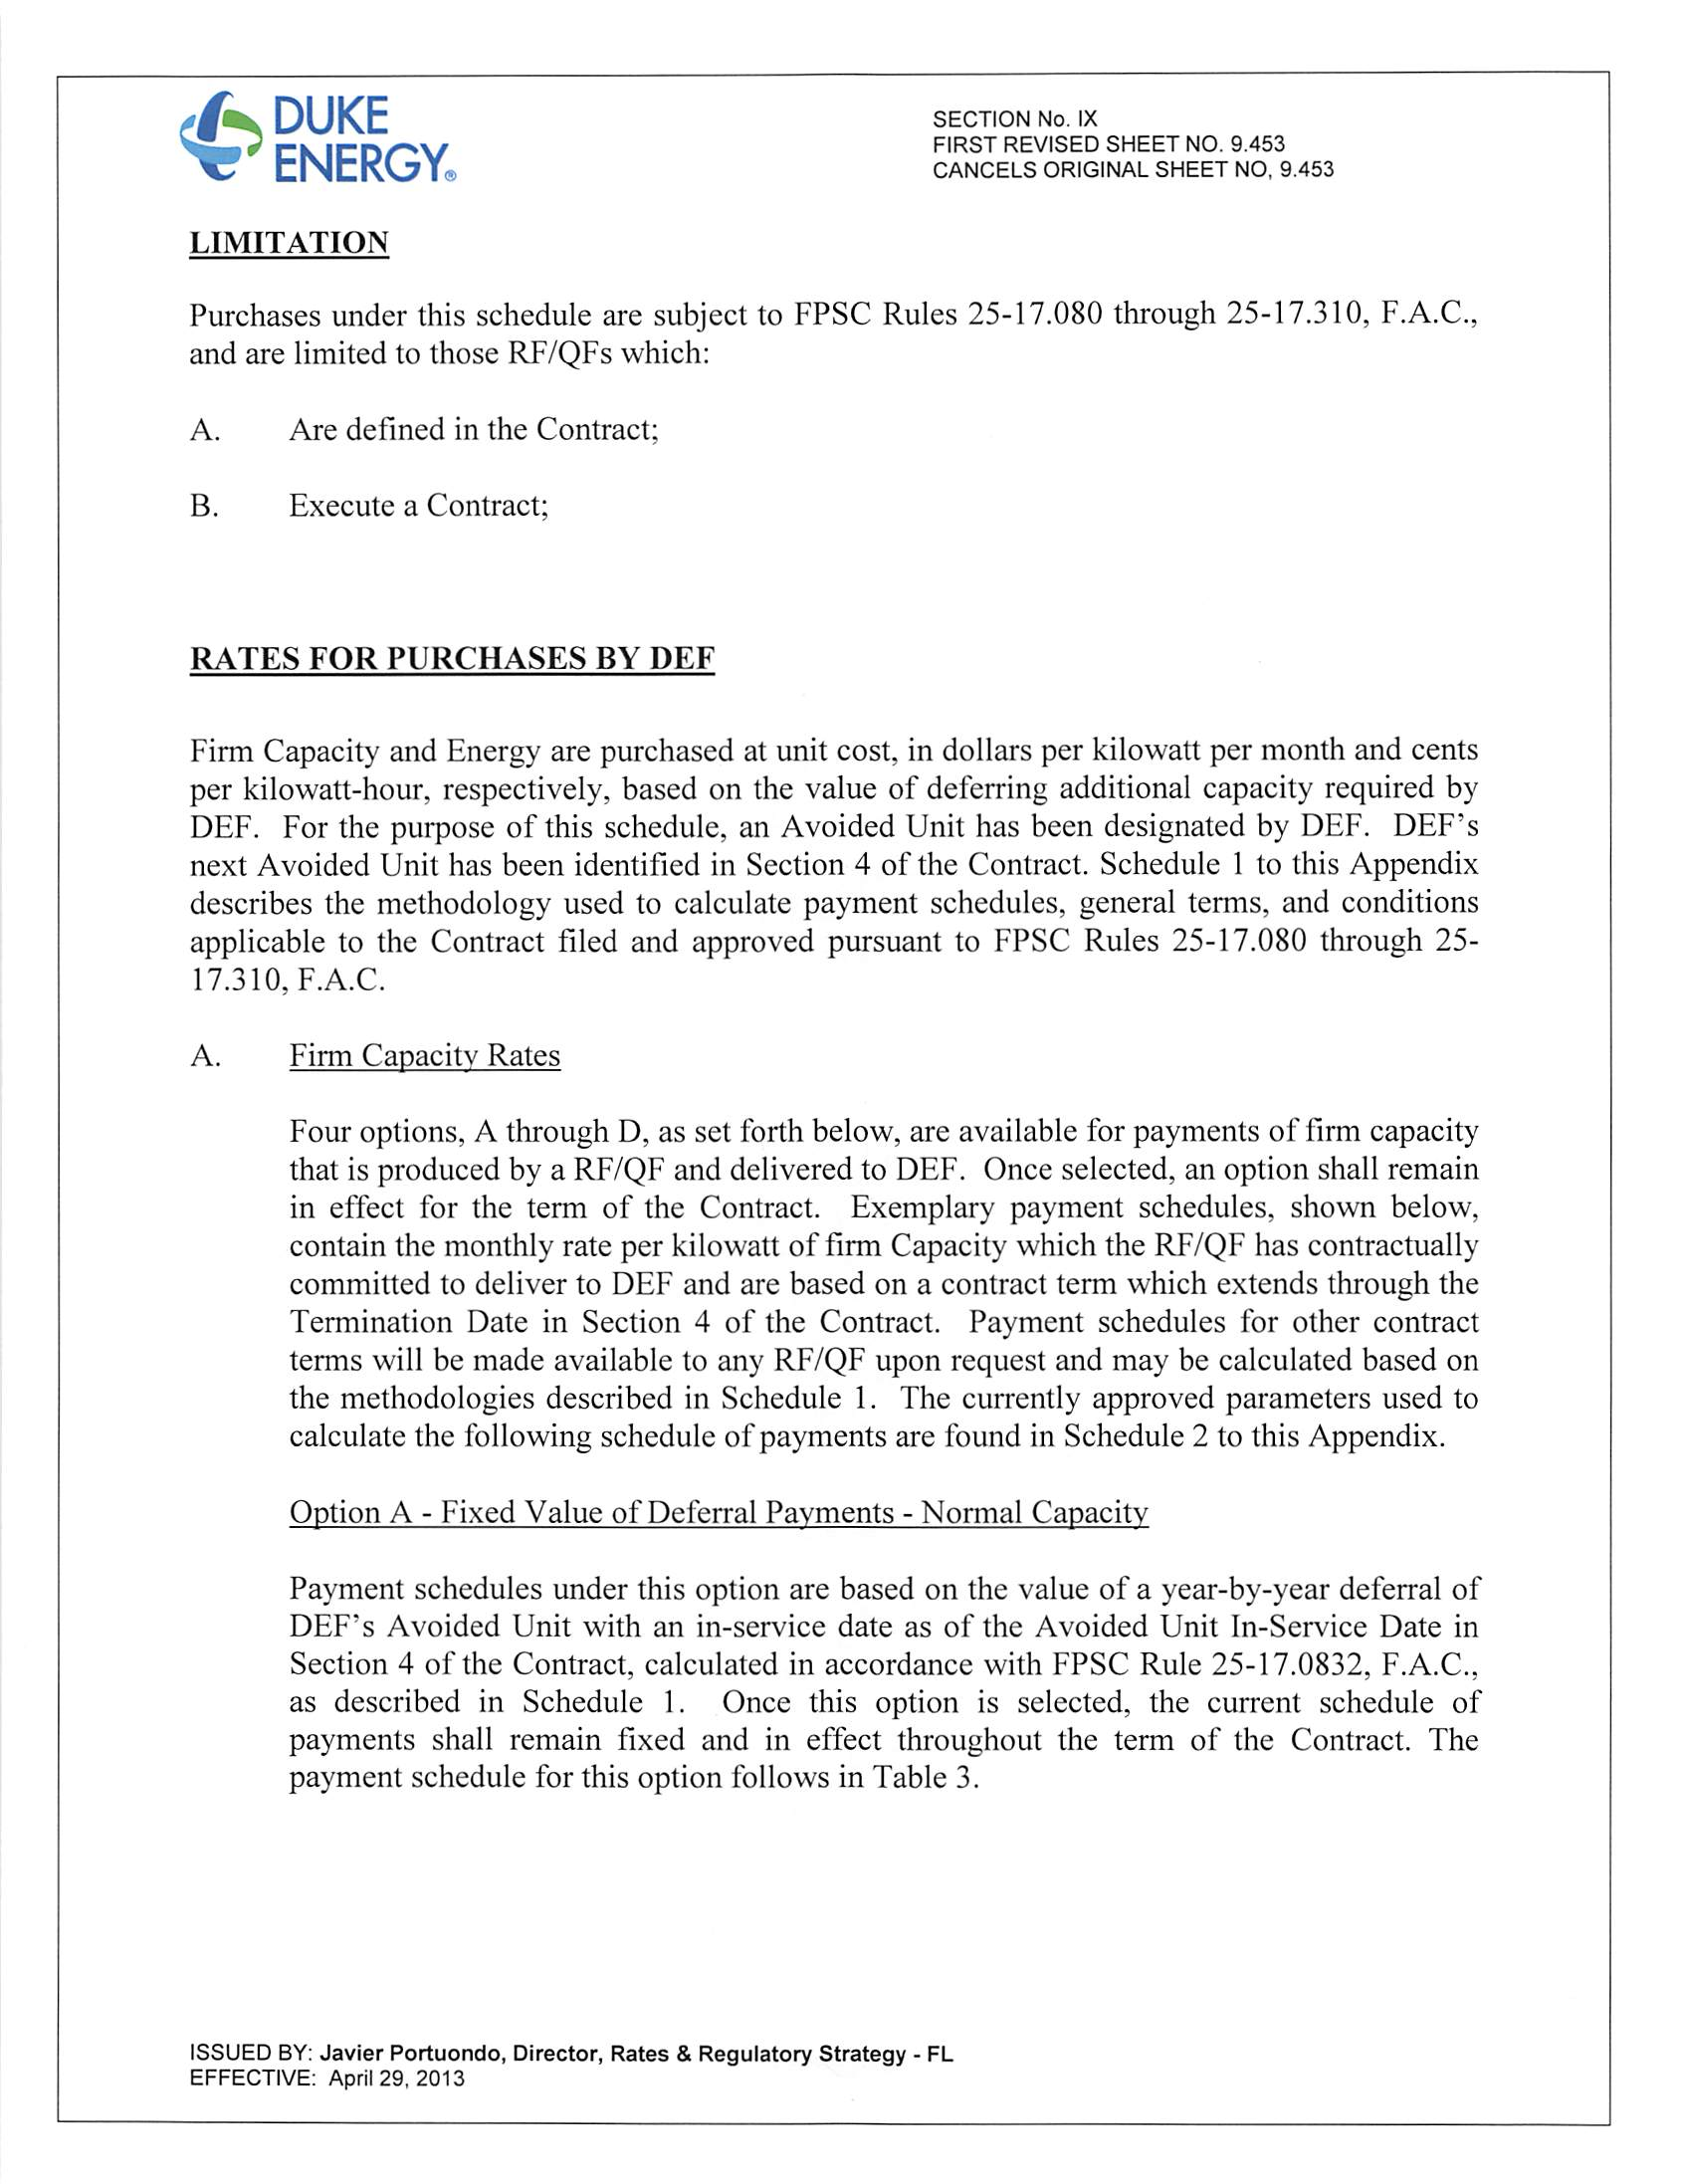 DUKE
ENERGY®
SECTION No. IX
FIRST REVISED SHEET NO. 9.453
CANCELS ORIGINAL SHEET NO, 9.453
LIMITATION
Purchases under this schedule are subject to FPSC Rules 25-17.080 through 25-17.310, F.A.C.,
and are limited to those RF/QFs which:
A. Are defined in the Contract;
B. Execute a Contract;
RATES FOR PURCHASES BY DEF
Firm Capacity and Energy are purchased at unit cost, in dollars per kilowatt per month and cents
per kilowatt-hour, respectively, based on the value of deferring additional capacity required by
DEF. For the purpose of this schedule, an Avoided Unit has been designated by DEF. DEF's
next Avoided Unit has been identified in Section 4 of the Contract. Schedule 1 to this Appendix
describes the methodology used to calculate payment schedules, general terms, and conditions
applicable to the Contract filed and approved pursuant to FPSC Rules 25-17.080 through 25-
17.310, F.A.C.
A. Firm Capacity Rates
Four options, A through D, as set forth below, are available for payments of firm capacity
that is produced by a RF/QF and delivered to DEF. Once selected, an option shall remain
in effect for the term of the Contract. Exemplary payment schedules, shown below,
contain the monthly rate per kilowatt of firm Capacity which the RF/QF has contractually
committed to deliver to DEF and are based on a contract term which extends through the
Termination Date in Section 4 of the Contract. Payment schedules for other contract
terms will be made available to any RF/QF upon request and may be calculated based on
the methodologies described in Schedule 1. The currently approved parameters used to
calculate the following schedule of payments are found in Schedule 2 to this Appendix.
Option A - Fixed Value of Deferral Payments - Normal Capacity
Payment schedules under this option are based on the value of a year-by-year deferral of
DEF's Avoided Unit with an in-service date as of the Avoided Unit In-Service Date in
Section 4 of the Contract, calculated in accordance with FPSC Rule 25-17.0832, F.A.C.,
as described in Schedule 1. Once this option is selected, the current schedule of
payments shall remain fixed and in effect throughout the term of the Contract. The
payment schedule for this option follows in Table 3.
ISSUED BY: Javier Portuondo, Director, Rates & Regulatory Strategy - FL
EFFECTIVE: April 29, 2013